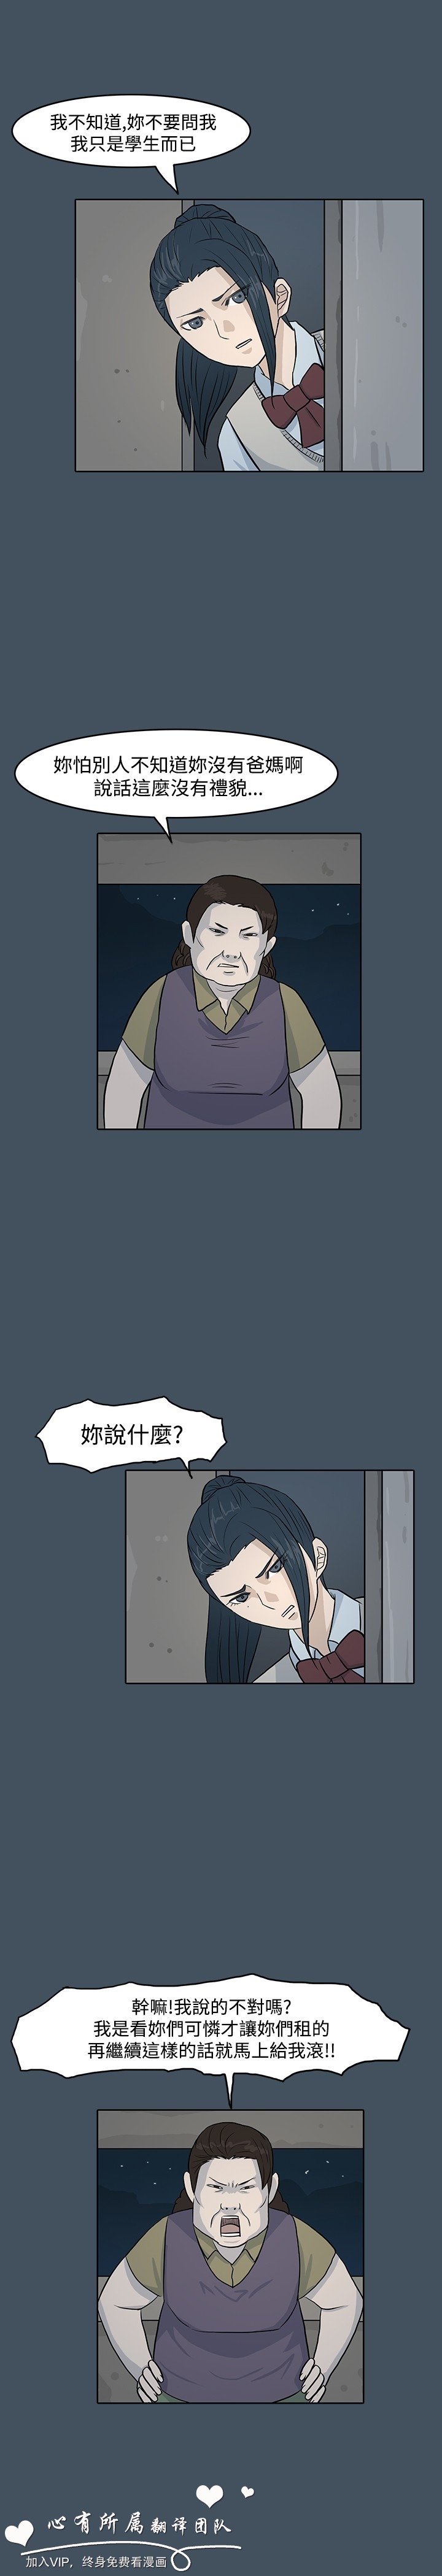 我不知道,妳不要問我
我只是學生而已
妳怕別人不知道妳沒有爸媽啊
說話這麼沒有禮貌...
妳說什麼?
幹嘛!我說的不對嗎?
我是看妳們可憐才讓妳們租的
再繼續這樣的話就馬上給我滾!!
心有所属翻译团队
加入VIP，终身免费看漫画